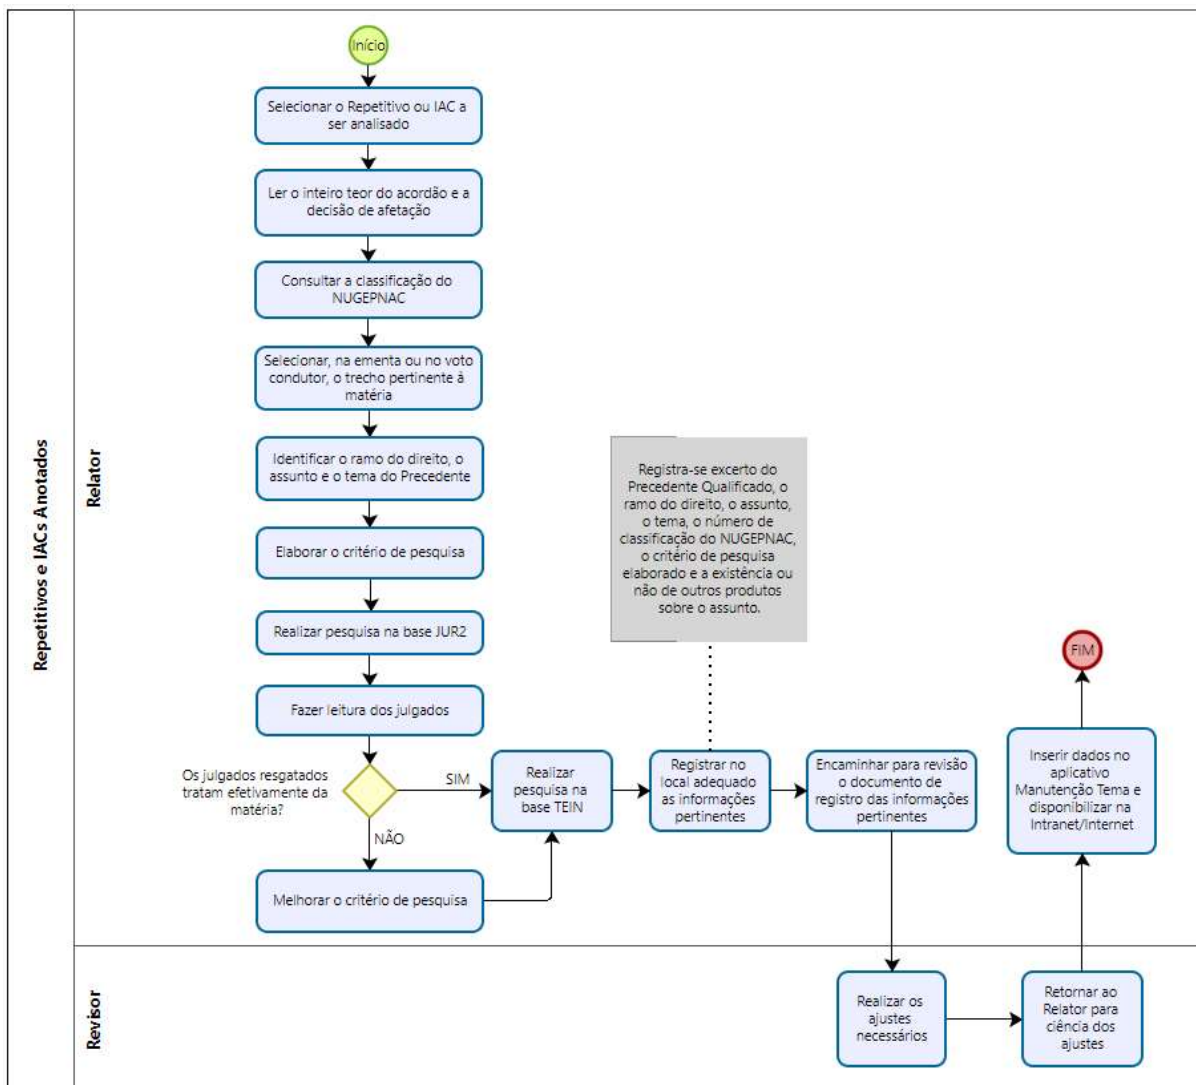 Repetitivos e IACs Anotados
Relator
Início
Selecionar o Repetitivo ou IAC a
ser analisado
Ler o inteiro teor do acordão e a
decisão de afetação
Consultar a classificação do
NUGEPNAC
Selecionar, na ementa ou no voto
condutor, o trecho pertinente à
matéria
Identificar o ramo do direito, o
assunto e o tema do Precedente
Elaborar o critério de pesquisa
Realizar pesquisa na base JUR2
Fazer leitura dos julgados
Os julgados resgatados
tratam efetivamente da
matéria?
SIM
NÃO
Melhorar o critério de pesquisa
Realizar
pesquisa na
base TEIN
Registra-se excerto do
Precedente Qualificado, o
ramo do direito, o assunto,
o tema, o número de
classificação do NUGEPNAC,
o critério de pesquisa
elaborado e a existência ou
não de outros produtos
sobre o assunto.
Registrar no
local adequado
as informações
pertinentes
Encaminhar para revisão
o documento de
registro das informações
pertinentes
FIM
Inserir dados no
aplicativo
Manutenção Tema e
disponibilizar na
Intranet/Internet
Revisor
Realizar os
ajustes
necessários
Retornar ao
Relator para
ciência dos
ajustes